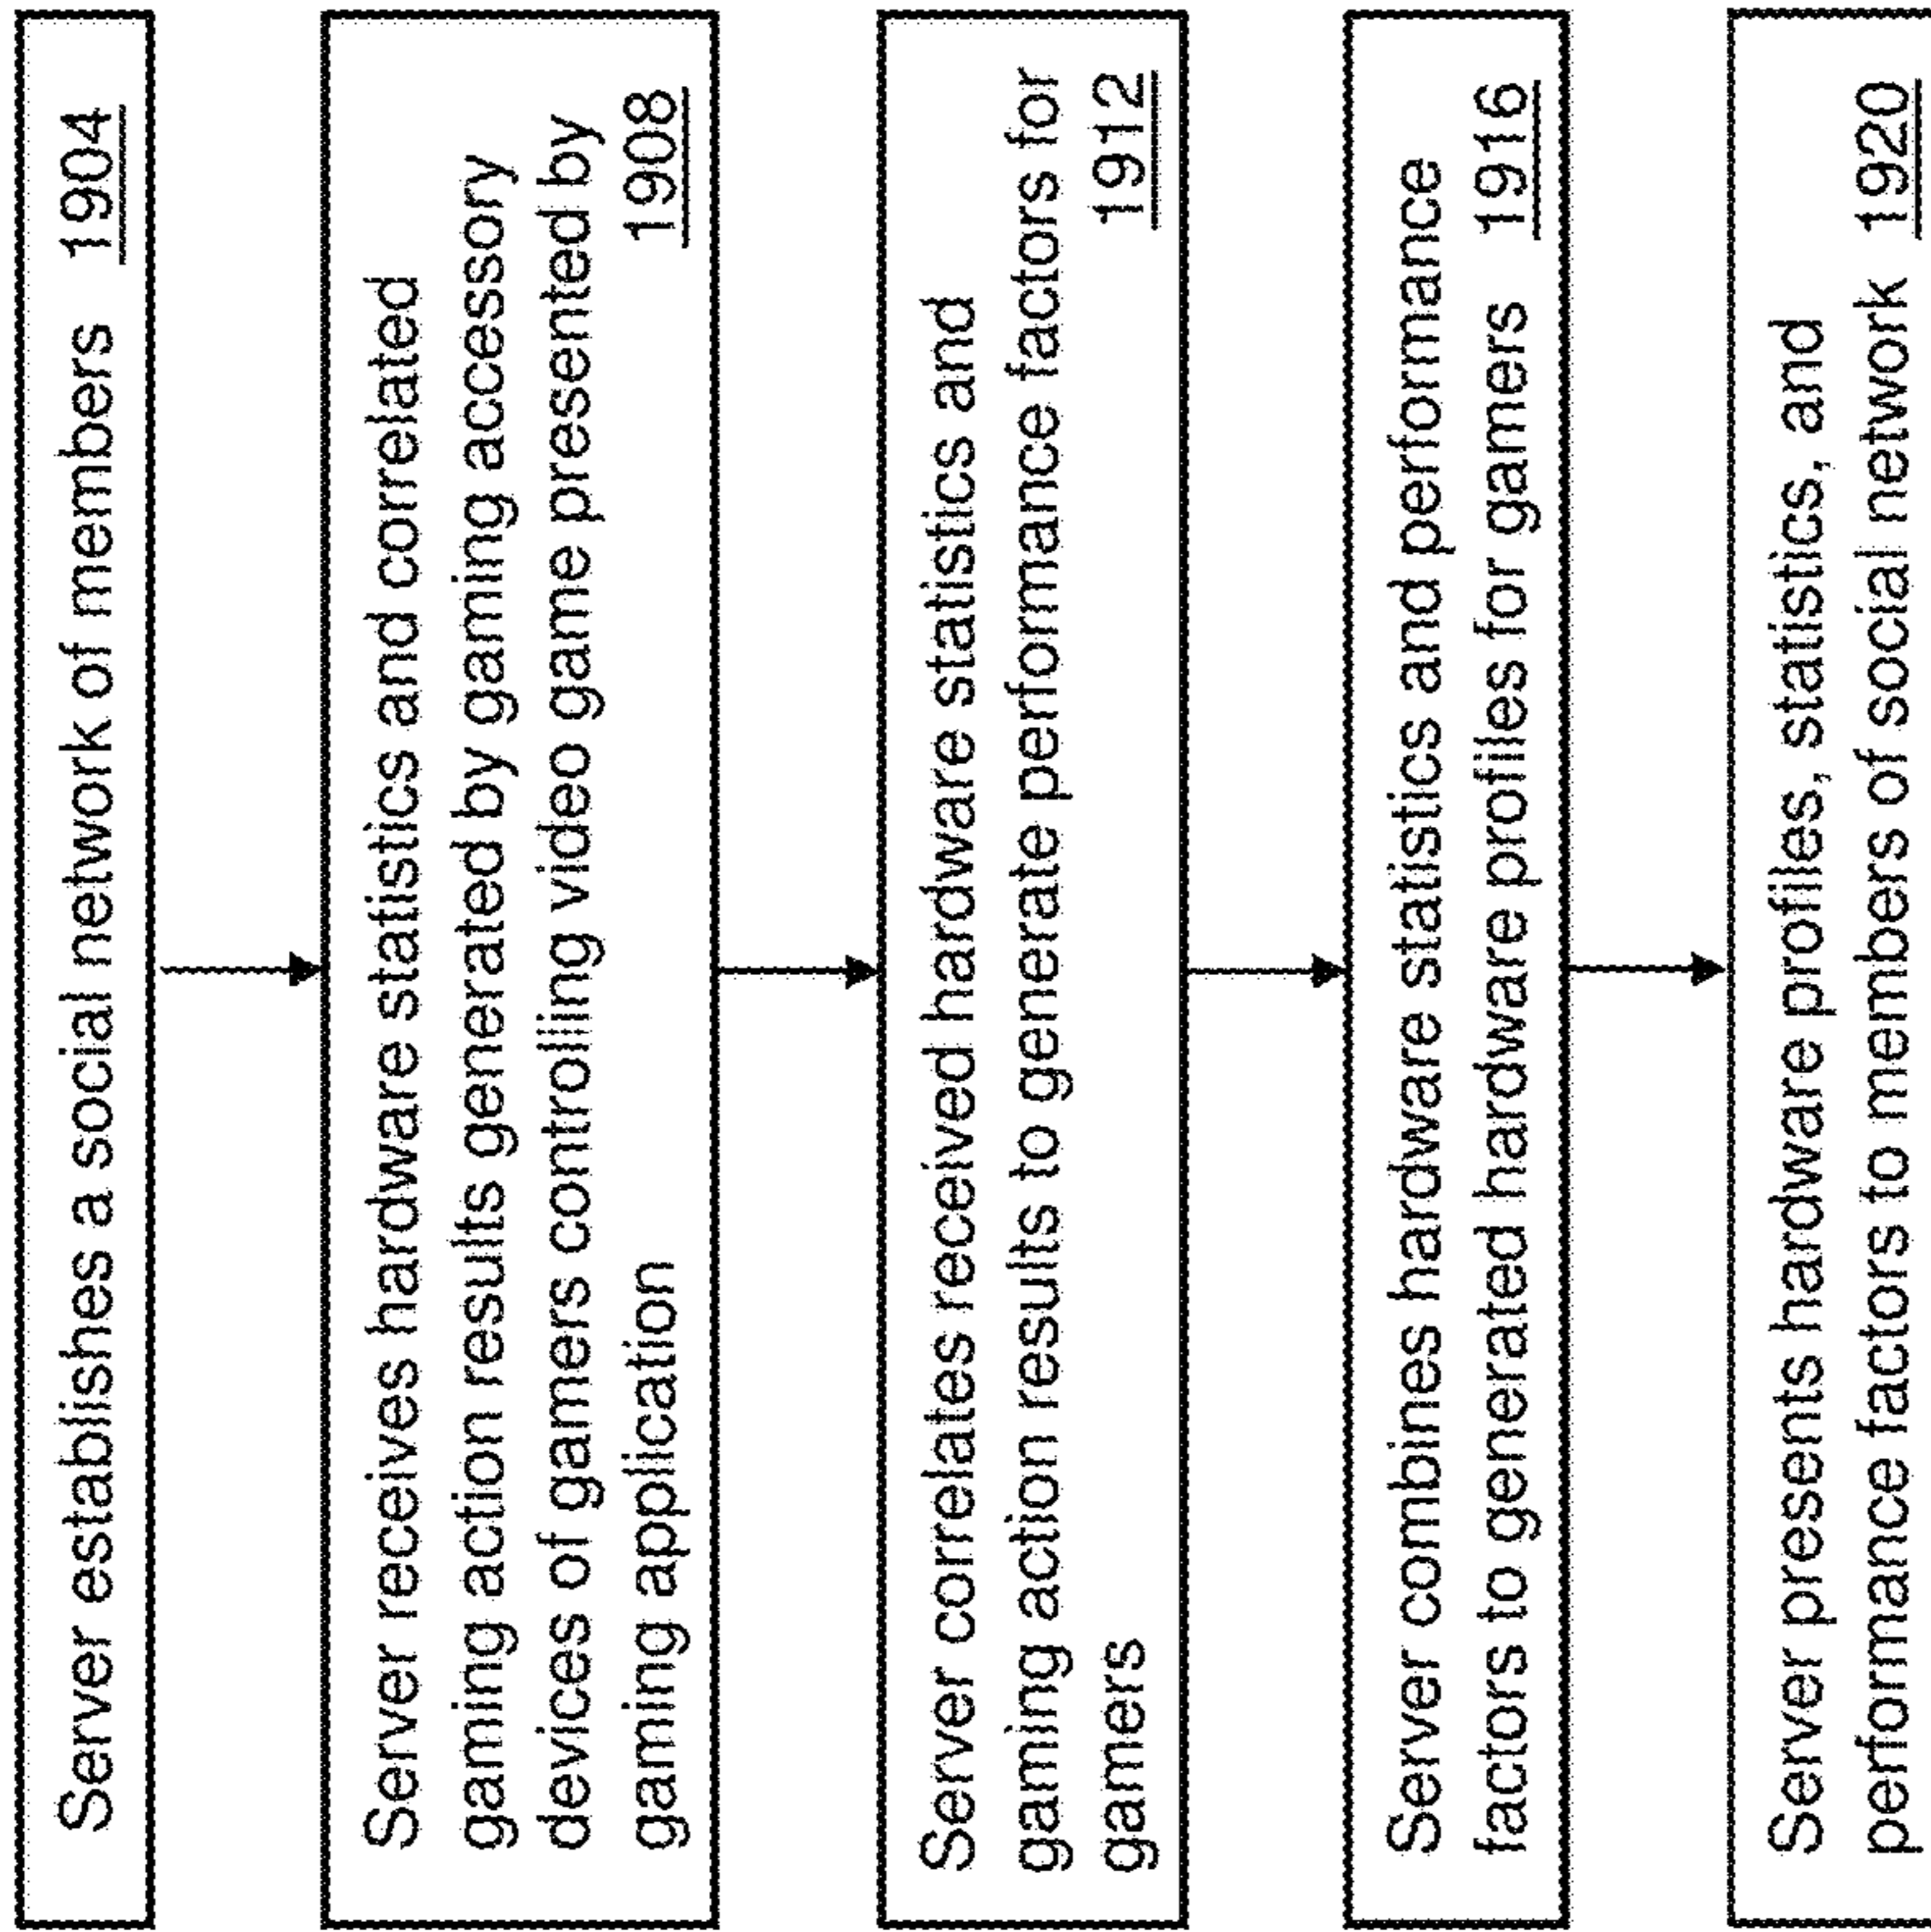 Server establishes a social network of members 1904
Server receives hardware statistics and correlated
gaming action results generated by gaming accessory
devices of gamers controlling video game presented by
gaming application 1908
Server correlates received hardware statistics and
gaming action results to generate performance factors for
gamers 1912
Server combines hardware statistics and performance
factors to generated hardware profiles for gamers 1916
Server presents hardware profiles, statistics, and
performance factors to members of social network 1920